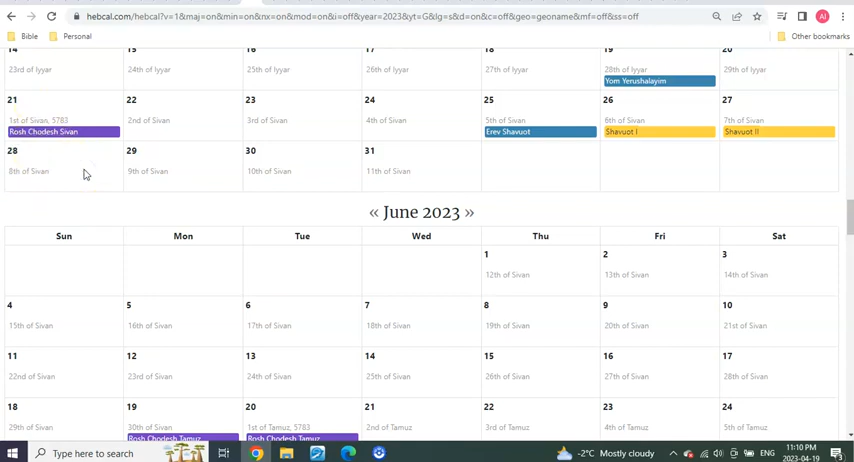 hebcal.com/hebcal?v=1&maj=on&min=on&nx=on&mod=on&i=off&year=2023&yt=G&lg=s&d=on&c=off&geo=geoname&mf=off&ss=off
AI
Bible Personal Other bookmarks
14 15 16 17 18 19 20
23rd of Iyyar 24th of Iyyar 25th of Iyyar 26th of Iyyar 27th of Iyyar 28th of Iyyar 29th of Iyyar
Yom Yerushalayim
21 22 23 24 25 26 27
1st of Sivan, 5783 2nd of Sivan 3rd of Sivan 4th of Sivan 5th of Sivan 6th of Sivan 7th of Sivan
Rosh Chodesh Sivan Erev Shavuot Shavuot I Shavuot II
28 29 30 31
8th of Sivan 9th of Sivan 10th of Sivan 11th of Sivan
« June 2023 »
Sun Mon Tue Wed Thu Fri Sat
1 2 3
12th of Sivan 13th of Sivan 14th of Sivan
4 5 6 7 8 9 10
15th of Sivan 16th of Sivan 17th of Sivan 18th of Sivan 19th of Sivan 20th of Sivan 21st of Sivan
11 12 13 14 15 16 17
22nd of Sivan 23rd of Sivan 24th of Sivan 25th of Sivan 26th of Sivan 27th of Sivan 28th of Sivan
18 19 20 21 22 23 24
29th of Sivan 30th of Sivan 1st of Tamuz, 5783 2nd of Tamuz 3rd of Tamuz 4th of Tamuz 5th of Tamuz
Rosh Chodesh Tamuz Rosh Chodesh Tamuz
Type here to search -2°C Mostly cloudy ENG 11:10 PM
2023-04-19 3